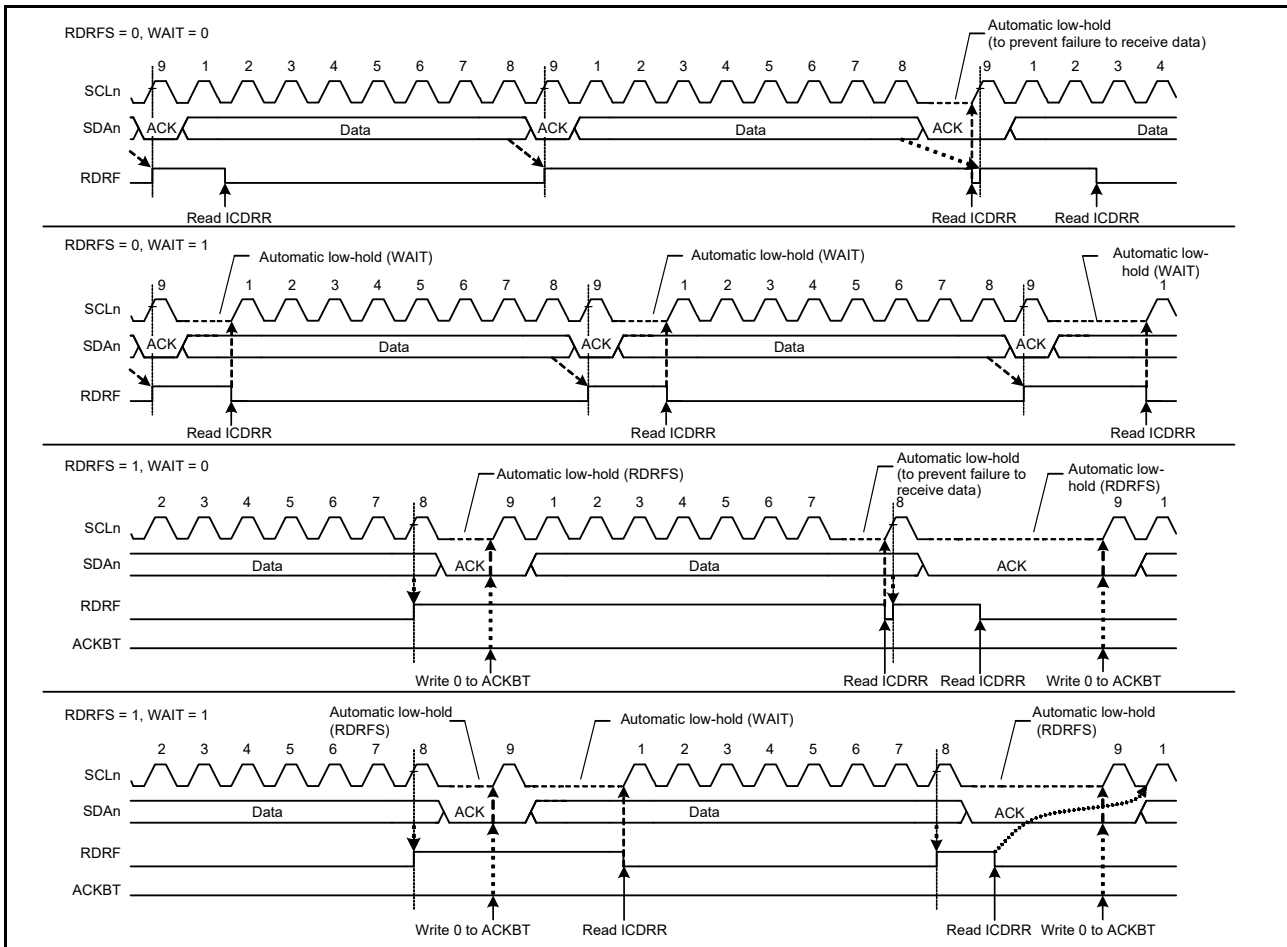 RDRFS = 0, WAIT = 0
Automatic low-hold
(to prevent failure to receive data)
9 1 2 3 4 5 6 7 8 9 1 2 3 4 5 6 7 8 9 1 2 3 4
SCLn
SDAn ACK Data ACK Data ACK Data
RDRF
Read ICDRR Read ICDRR Read ICDRR
RDRFS = 0, WAIT = 1
Automatic low-hold (WAIT) Automatic low-hold (WAIT) Automatic low-
hold (WAIT)
9 1 2 3 4 5 6 7 8 9 1 2 3 4 5 6 7 8 9 1
SCLn
SDAn ACK Data ACK Data ACK
RDRF
Read ICDRR Read ICDRR Read ICDRR
RDRFS = 1, WAIT = 0
Automatic low-hold (RDRFS) Automatic low-hold
(to prevent failure to
receive data)
Automatic low-
hold (RDRFS)
2 3 4 5 6 7 8 9 1 2 3 4 5 6 7 8 9 1
SCLn
SDAn Data ACK Data ACK
RDRF
ACKBT
Write 0 to ACKBT Read ICDRR Read ICDRR Write 0 to ACKBT
RDRFS = 1, WAIT = 1
Automatic low-hold
(RDRFS)
Automatic low-hold (WAIT)
Automatic low-hold
(RDRFS)
2 3 4 5 6 7 8 9 1 2 3 4 5 6 7 8 9 1
SCLn
SDAn Data ACK Data ACK
RDRF
ACKBT
Write 0 to ACKBT Read ICDRR Read ICDRR Write 0 to ACKBT